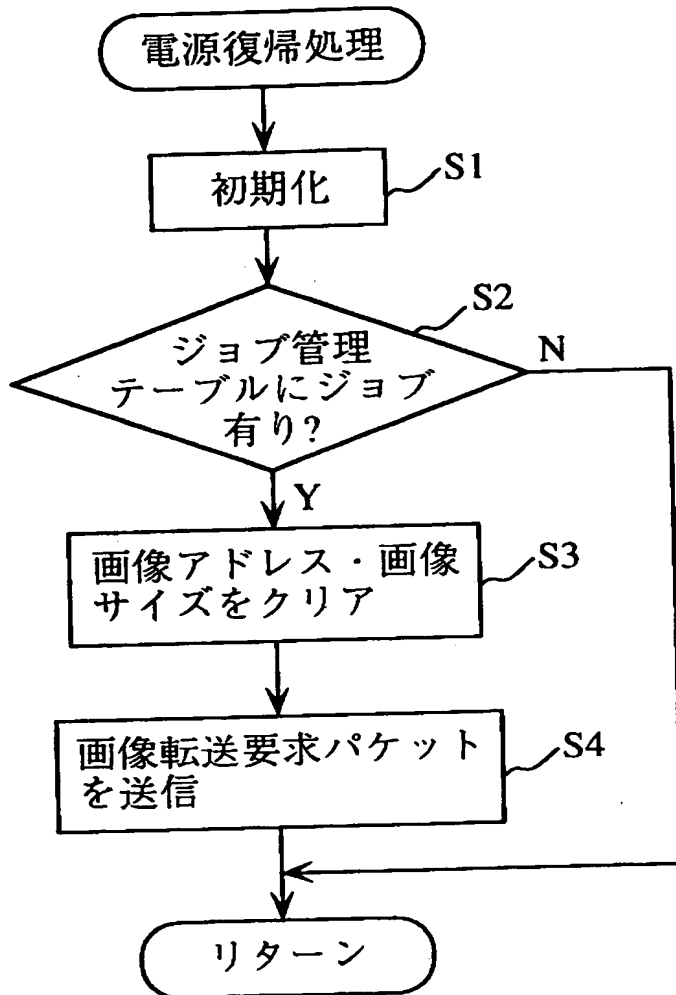 電源復帰処理
初期化
S1
S2
ジョブ管理
テーブルにジョブ
有り?
N
Y
画像アドレス・画像
サイズをクリア
S3
画像転送要求パケット
を送信
S4
リターン